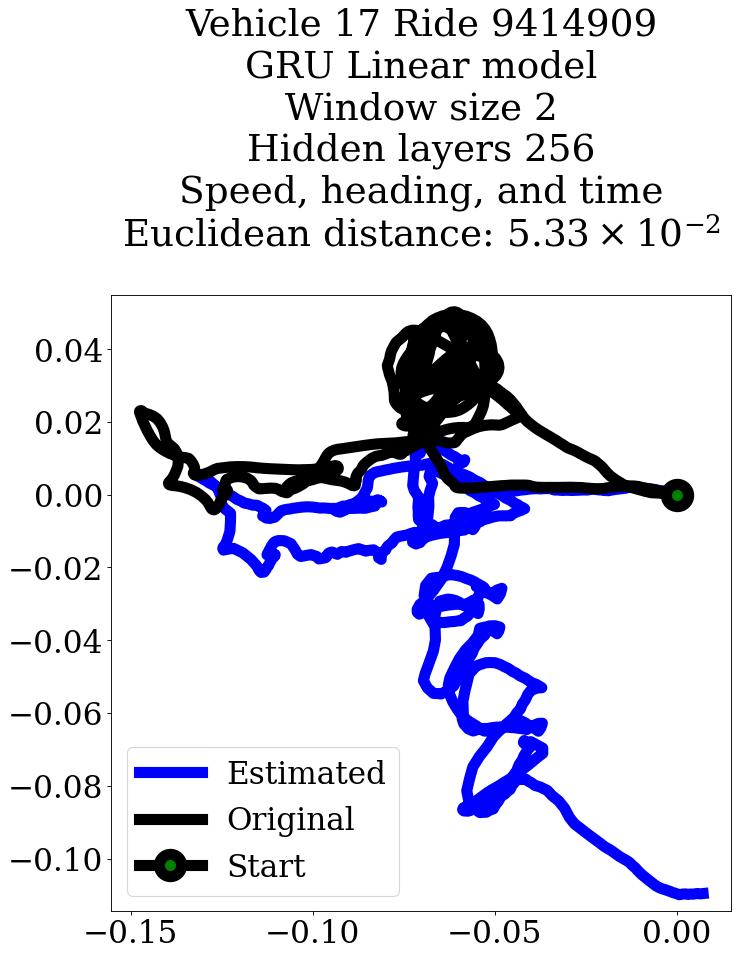 Vehicle 17 Ride 9414909
GRU Linear model
Window size 2
Hidden layers 256
Speed, heading, and time
Euclidean distance: 5.33 × 10⁻²
0.04
0.02
0.00
−0.02
−0.04
−0.06
−0.08
−0.10
Estimated
Original
Start
−0.15 −0.10 −0.05 0.00